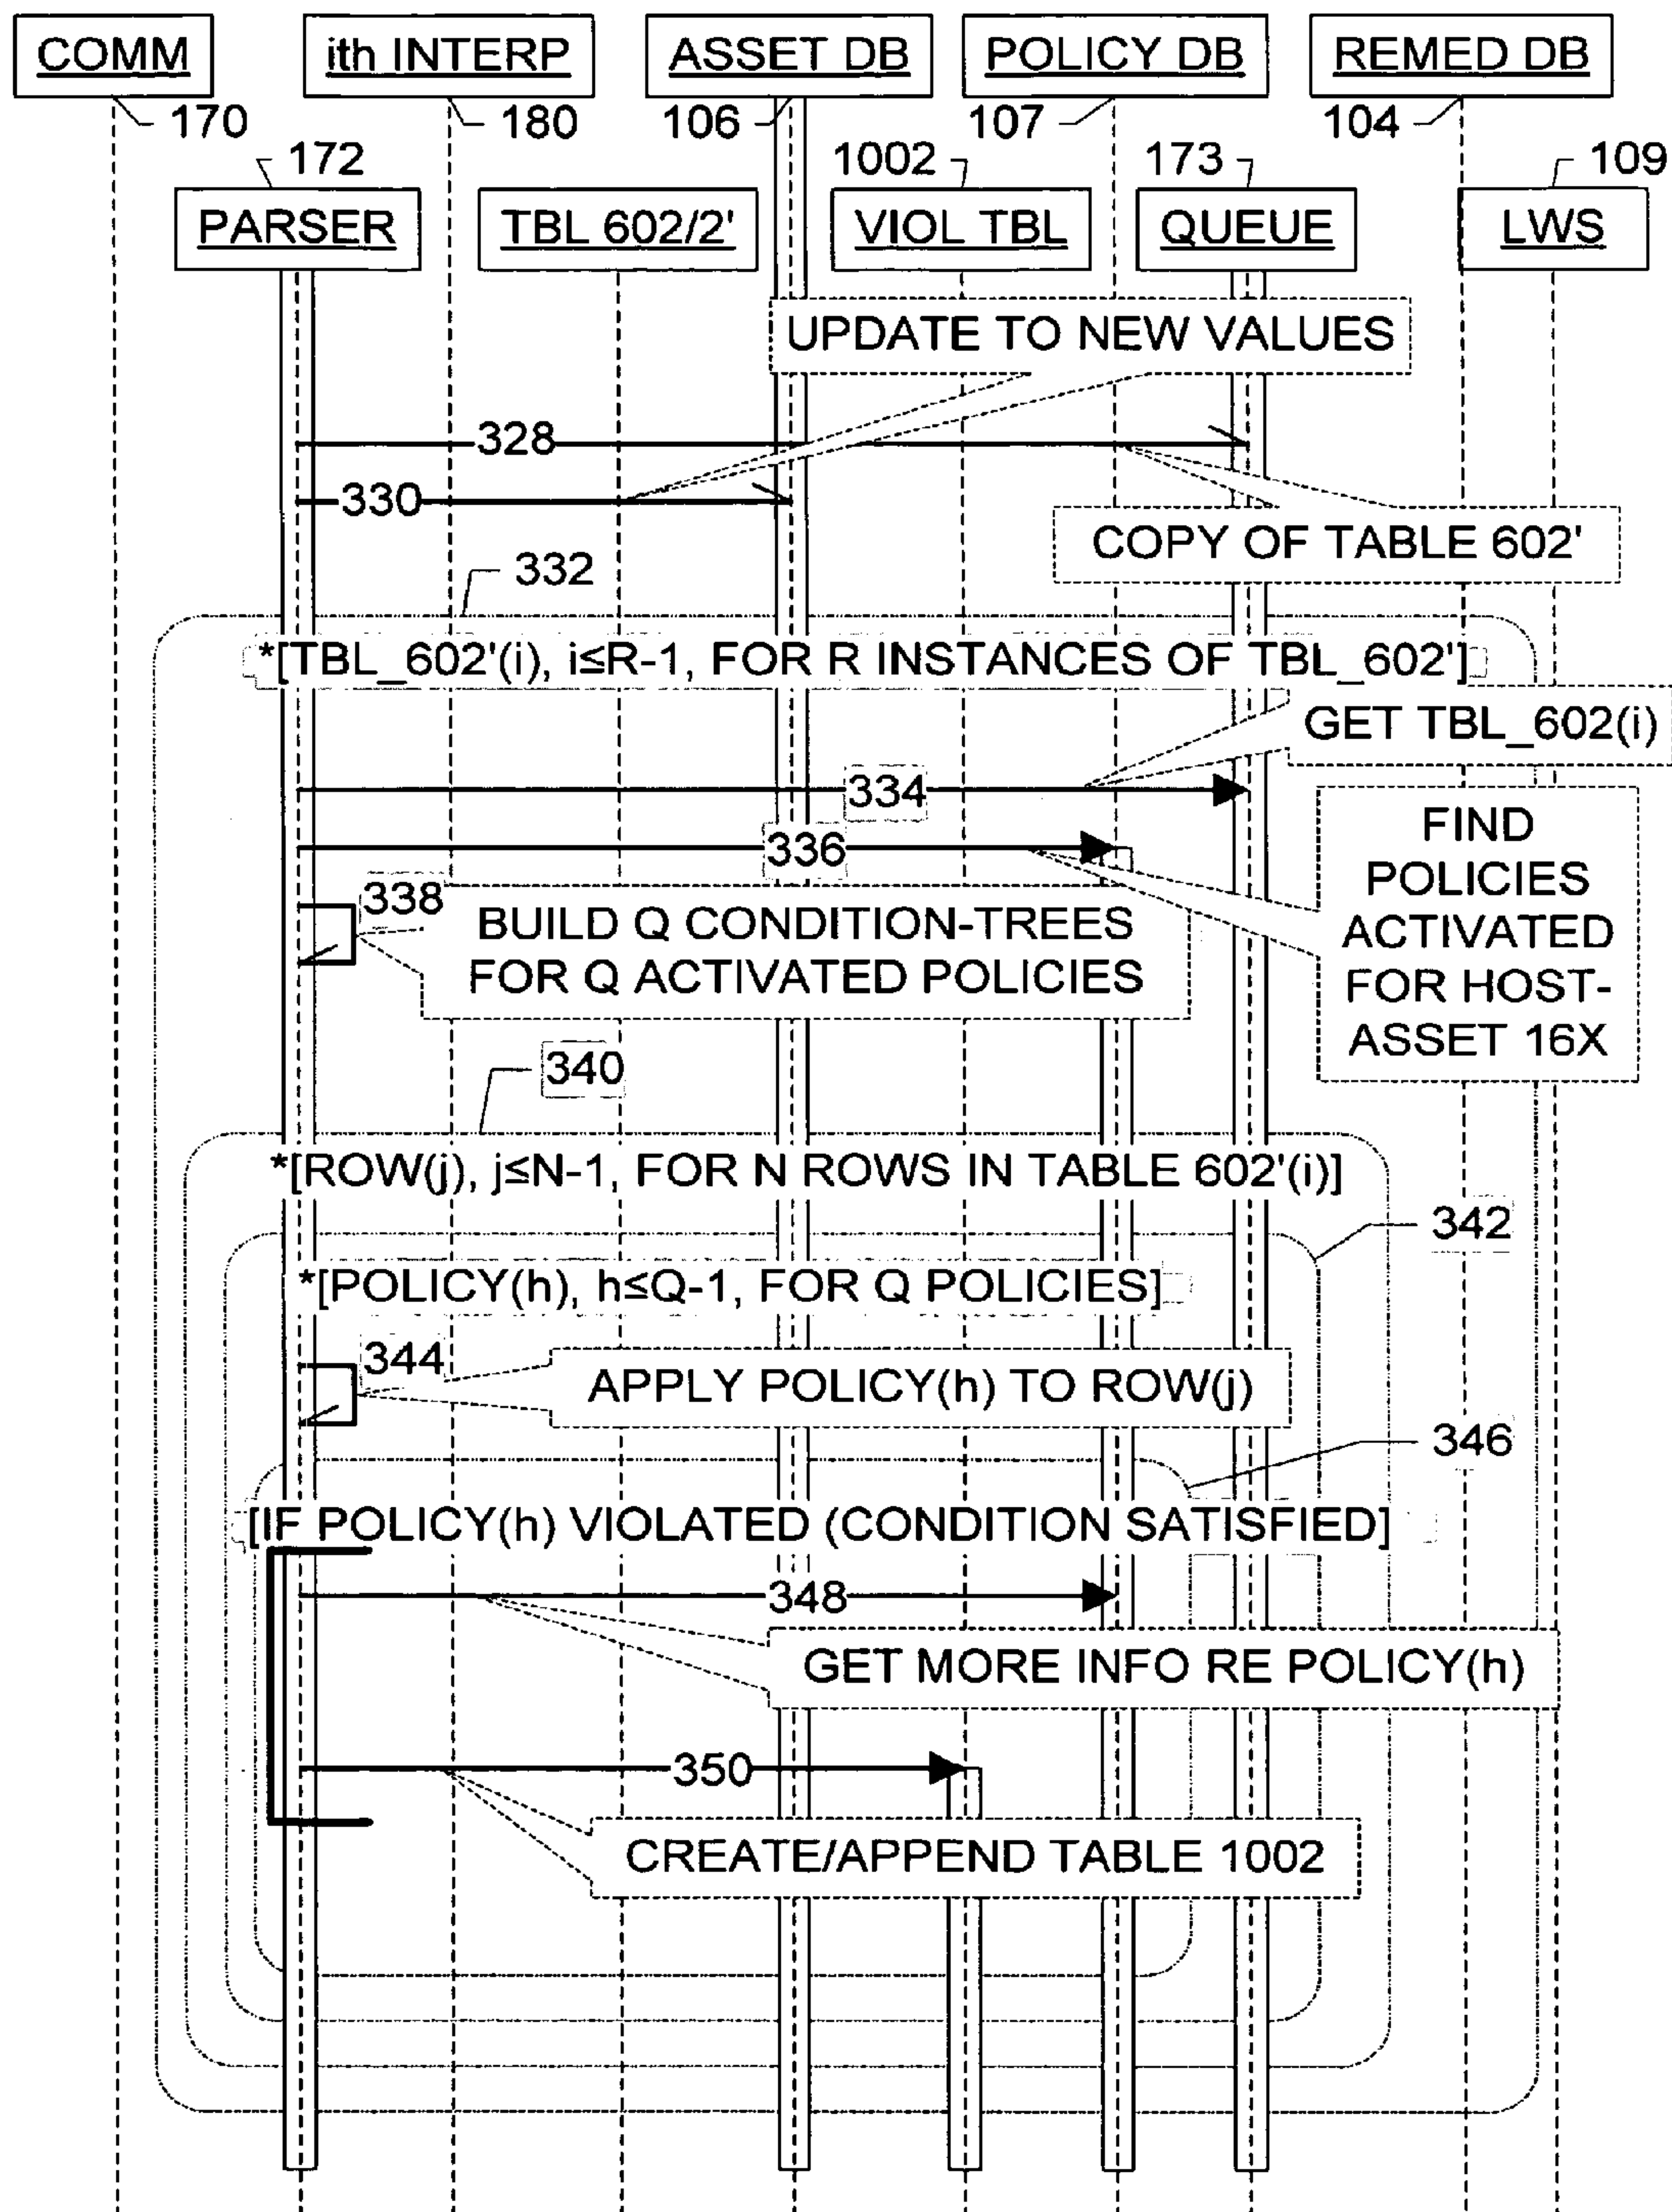 COMM
ith INTERP
ASSET DB
POLICY DB
REMED DB
170
180
106
107
104
172
1002
173
109
PARSER
TBL 602/2'
VIOL TBL
QUEUE
LWS
UPDATE TO NEW VALUES
328
330
COPY OF TABLE 602'
332
*[TBL_602'(i), i≤R-1, FOR R INSTANCES OF TBL_602']
GET TBL_602(i)
334
336
FIND
POLICIES
ACTIVATED
FOR HOST-
ASSET 16X
338
BUILD Q CONDITION-TREES
FOR Q ACTIVATED POLICIES
340
*[ROW(j), j≤N-1, FOR N ROWS IN TABLE 602'(i)]
342
*[POLICY(h), h≤Q-1, FOR Q POLICIES]
344
APPLY POLICY(h) TO ROW(j)
346
[IF POLICY(h) VIOLATED (CONDITION SATISFIED]
348
GET MORE INFO RE POLICY(h)
350
CREATE/APPEND TABLE 1002